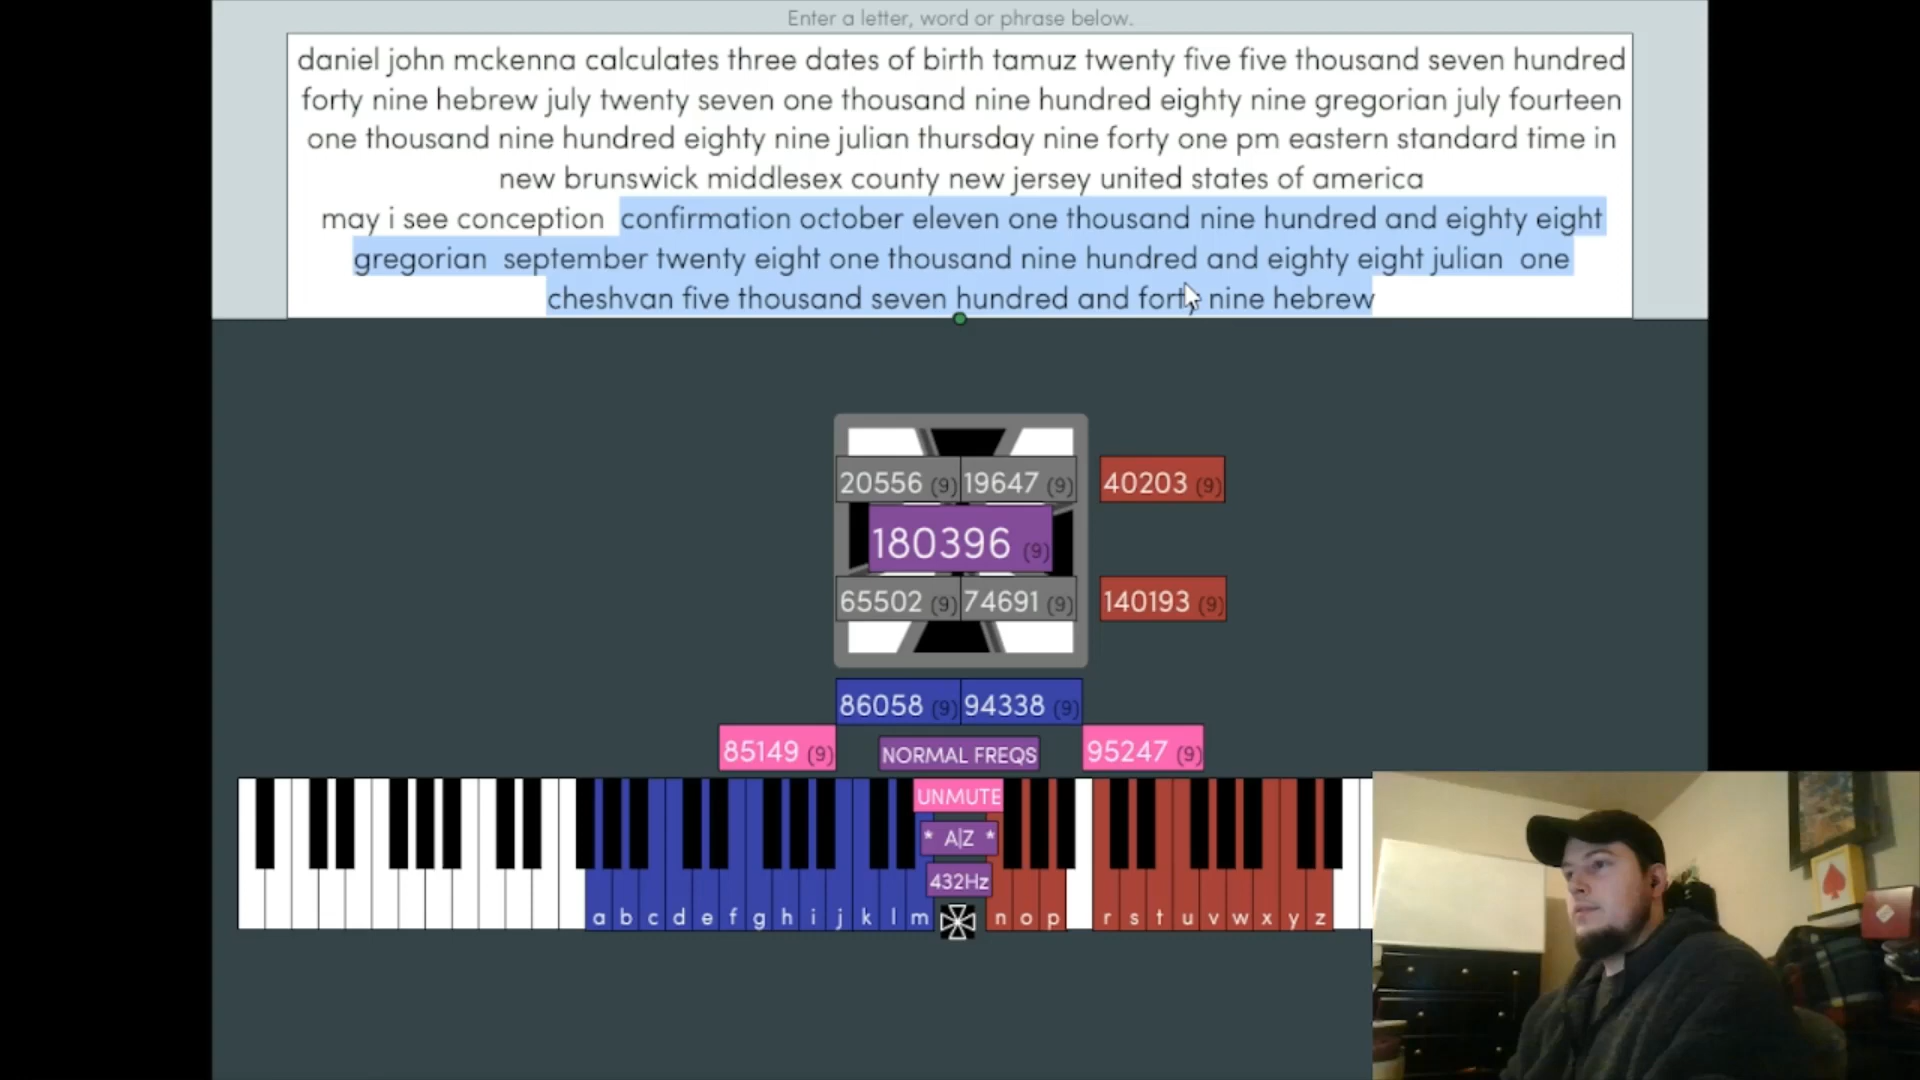 Enter a letter, word or phrase below.
daniel john mckenna calculates three dates of birth tamuz twenty five five thousand seven hundred
forty nine hebrew july twenty seven one thousand nine hundred eighty nine gregorian july fourteen
one thousand nine hundred eighty nine julian thursday nine forty one pm eastern standard time in
new brunswick middlesex county new jersey united states of america
may i see conception confirmation october eleven one thousand nine hundred and eighty eight
gregorian september twenty eight one thousand nine hundred and eighty eight julian one
cheshvan five thousand seven hundred and forty nine hebrew
20556 (9) 19647 (9) 40203 (9)
180396 (9)
65502 (9) 74691 (9) 140193 (9)
86058 (9) 94338 (9)
85149 (9) NORMAL FREQS 95247 (9)
UNMUTE
* A|Z *
432Hz
a b c d e f g h i j k l m n o p r s t u v w x y z